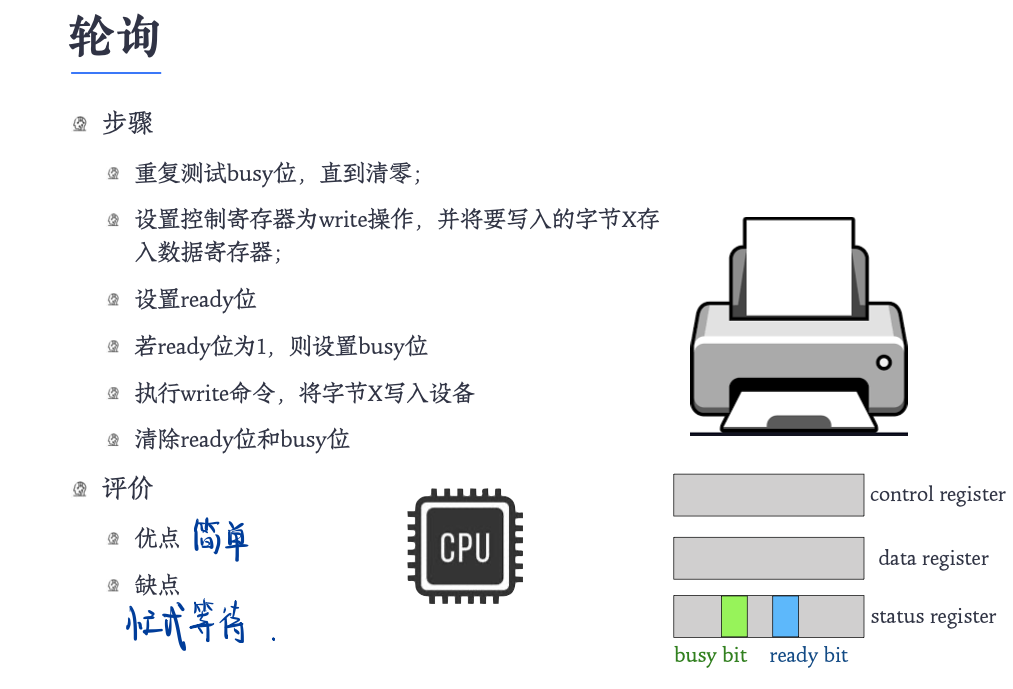 轮询
步骤
重复测试busy位，直到清零；
设置控制寄存器为write操作，并将要写入的字节X存
入数据寄存器；
设置ready位
若ready位为1，则设置busy位
执行write命令，将字节X写入设备
清除ready位和busy位
评价
优点 简单
缺点
忙式等待．
CPU
control register
data register
status register
busy bit ready bit